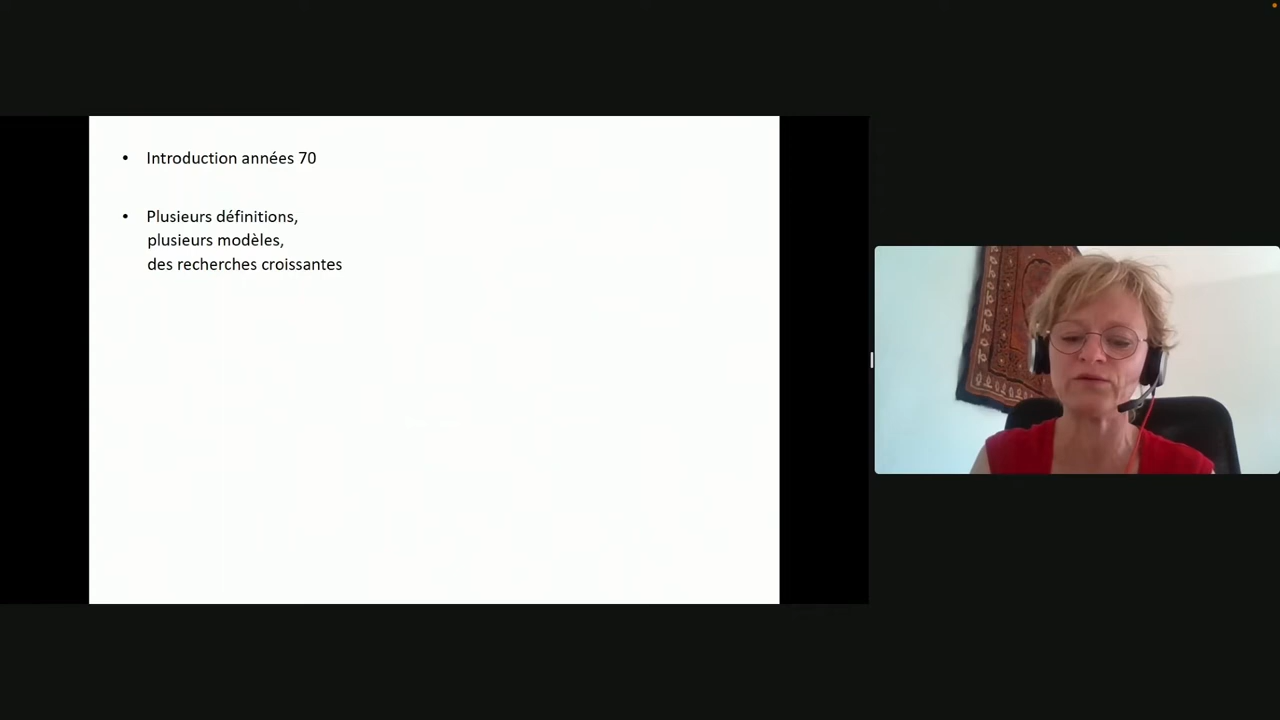 • Introduction années 70
• Plusieurs définitions,
plusieurs modèles,
des recherches croissantes